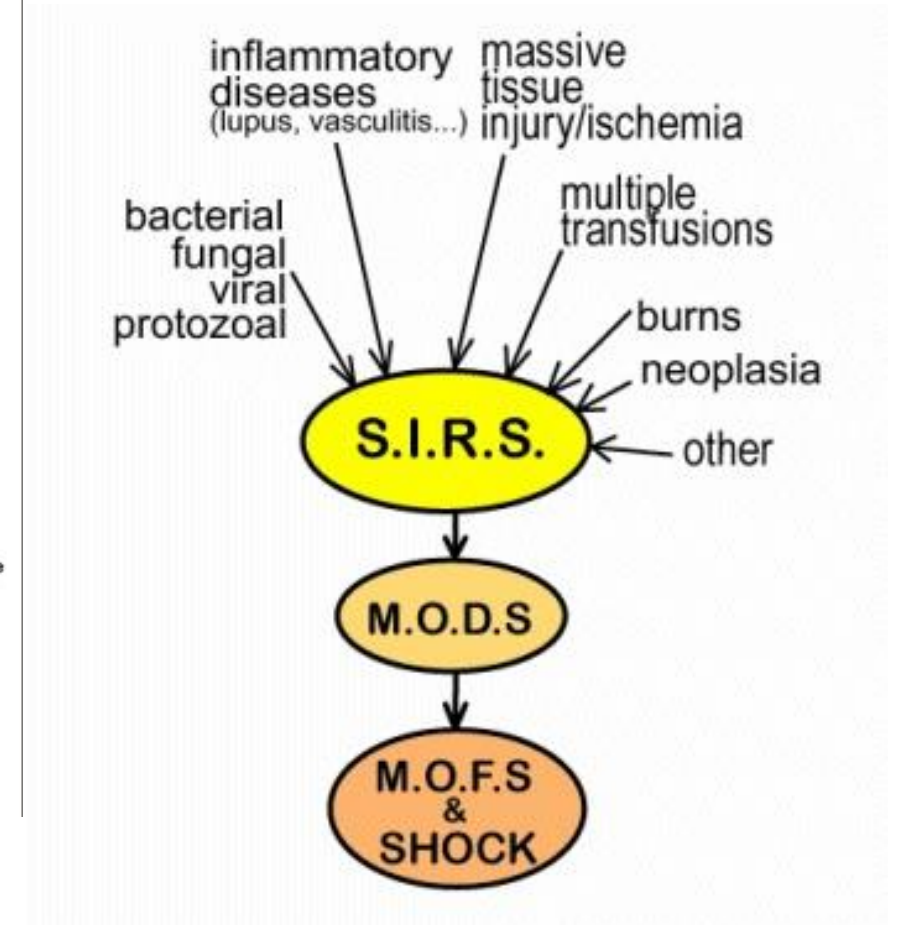 inflammatory
diseases
(lupus, vasculitis...)
massive
tissue
injury/ischemia
multiple
transfusions
bacterial
fungal
viral
protozoal
burns
neoplasia
other
S.I.R.S.
M.O.D.S
M.O.F.S
&
SHOCK